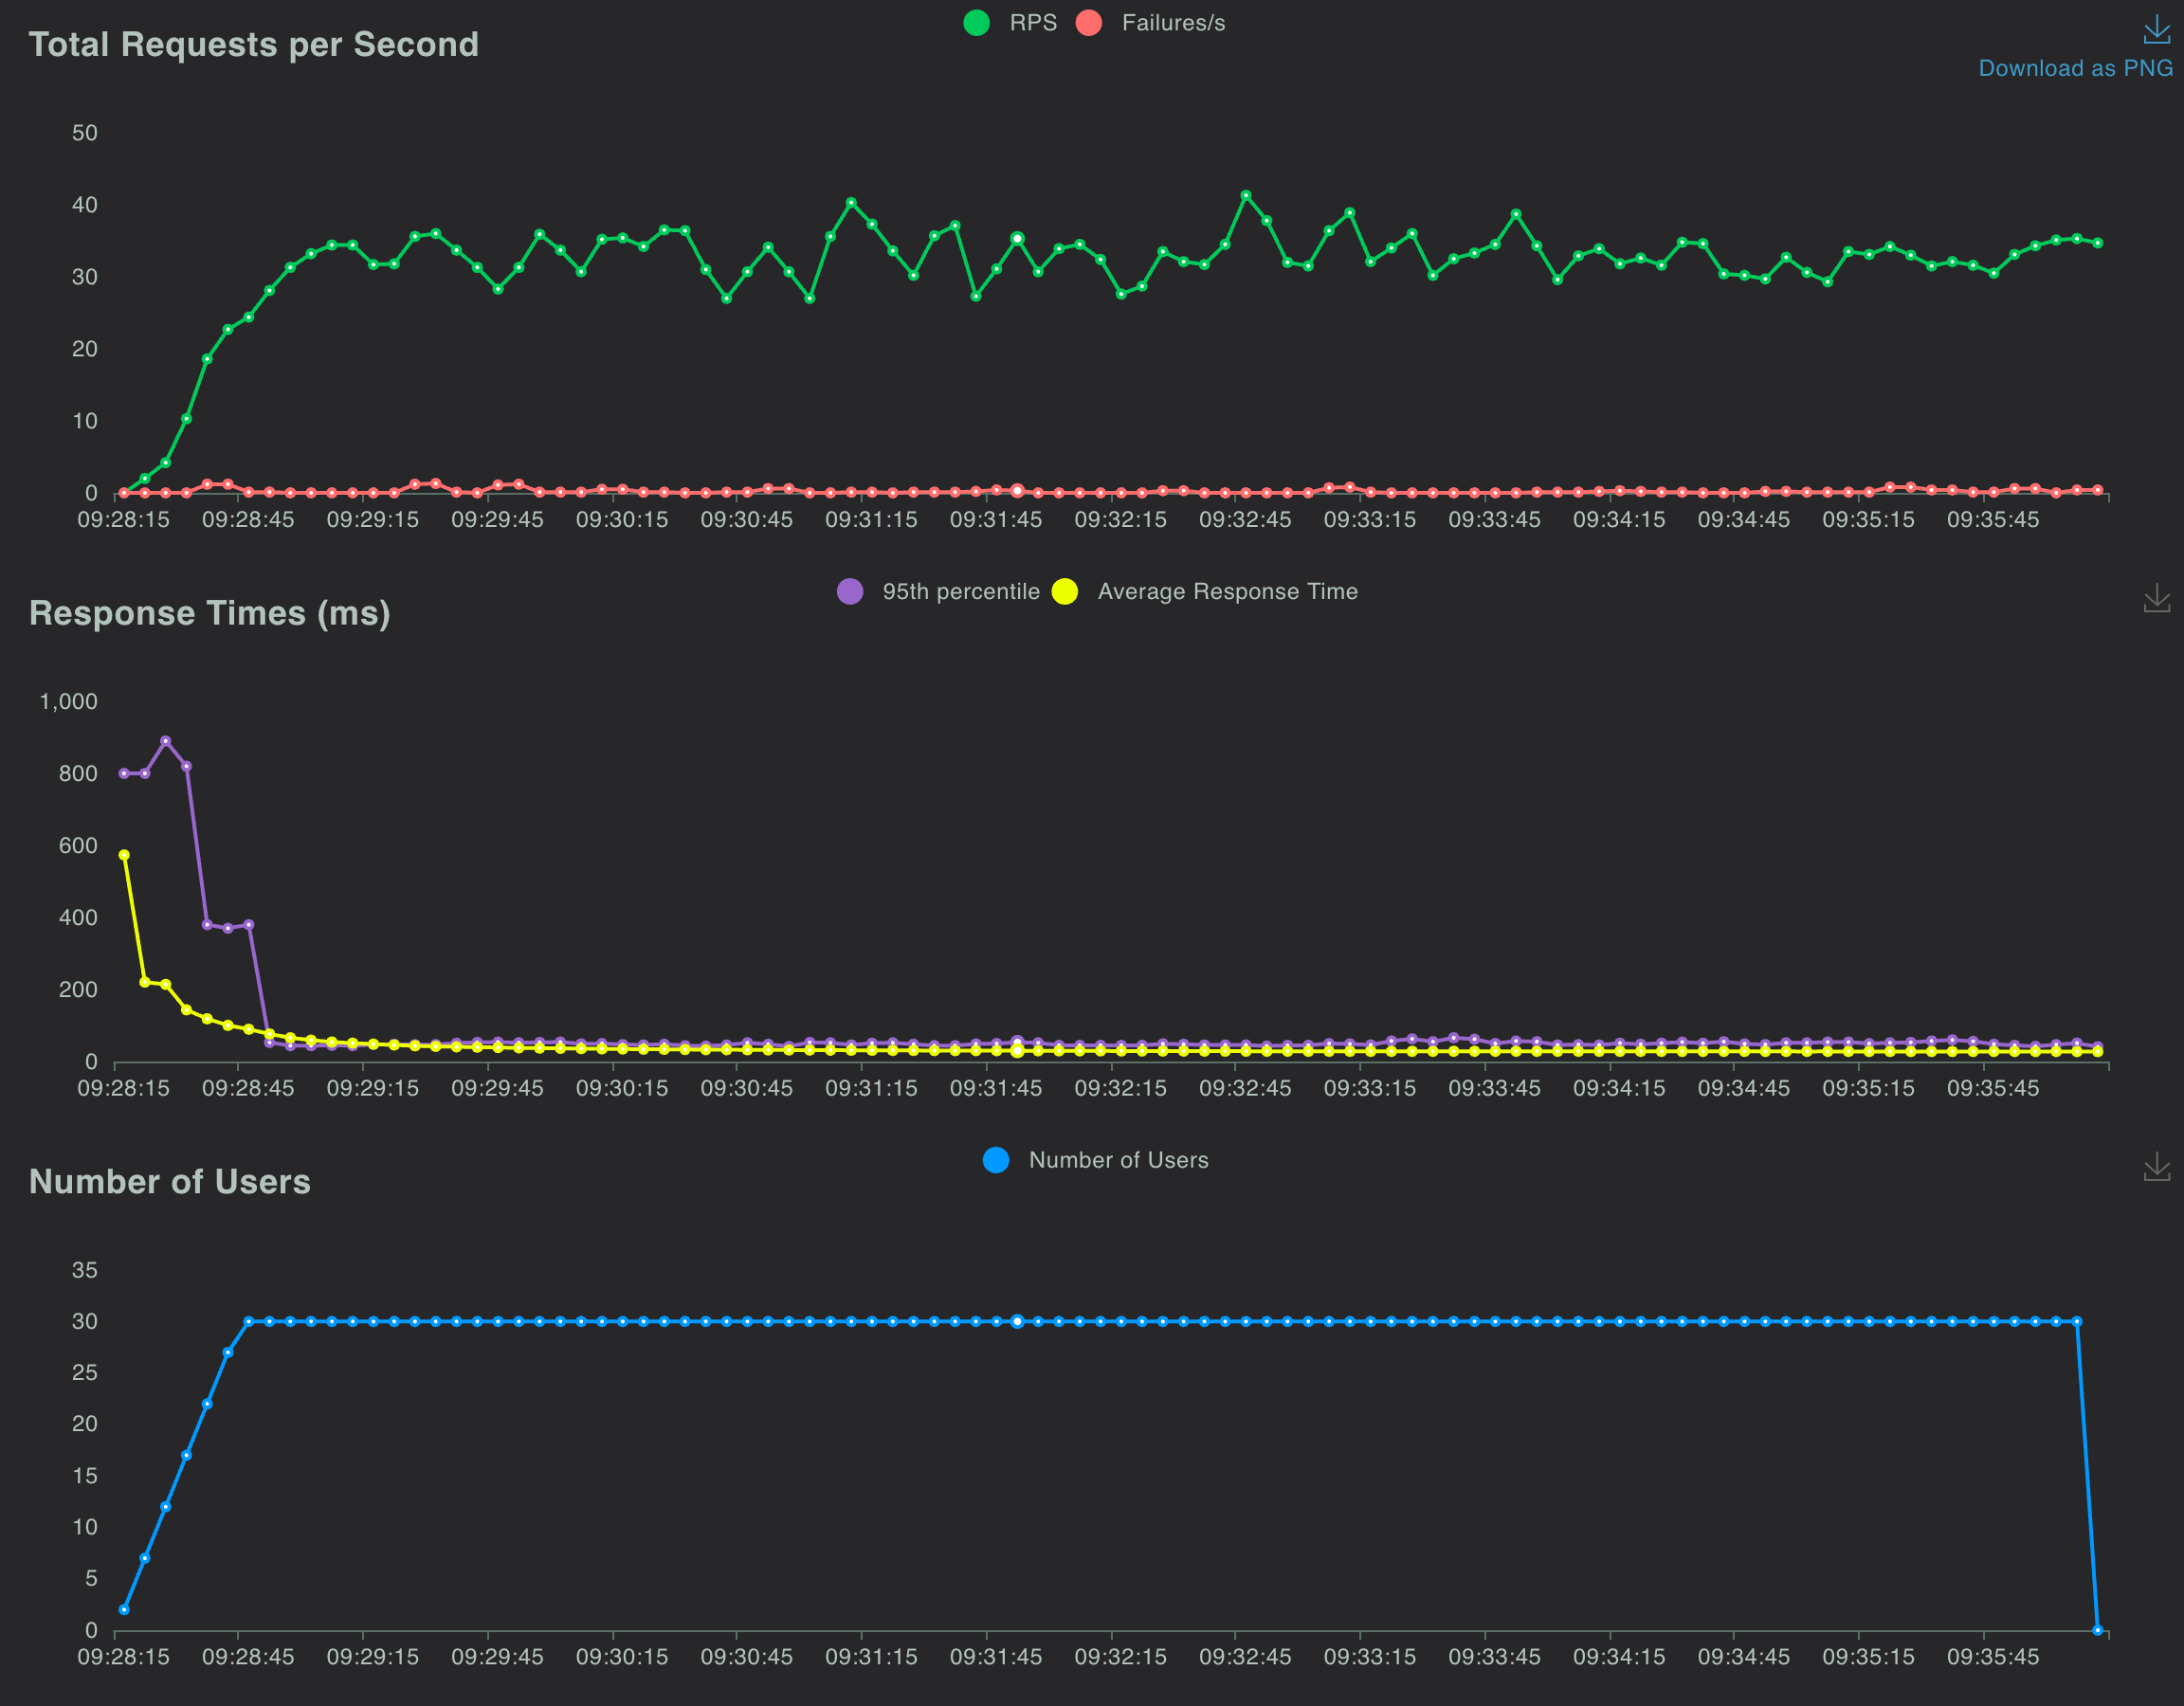 RPS Failures/s
Total Requests per Second
Download as PNG
50
40
30
20
10
0
09:28:15 09:28:45 09:29:15 09:29:45 09:30:15 09:30:45 09:31:15 09:31:45 09:32:15 09:32:45 09:33:15 09:33:45 09:34:15 09:34:45 09:35:15 09:35:45
95th percentile Average Response Time
Response Times (ms)
1,000
800
600
400
200
0
09:28:15 09:28:45 09:29:15 09:29:45 09:30:15 09:30:45 09:31:15 09:31:45 09:32:15 09:32:45 09:33:15 09:33:45 09:34:15 09:34:45 09:35:15 09:35:45
Number of Users
Number of Users
35
30
25
20
15
10
5
0
09:28:15 09:28:45 09:29:15 09:29:45 09:30:15 09:30:45 09:31:15 09:31:45 09:32:15 09:32:45 09:33:15 09:33:45 09:34:15 09:34:45 09:35:15 09:35:45